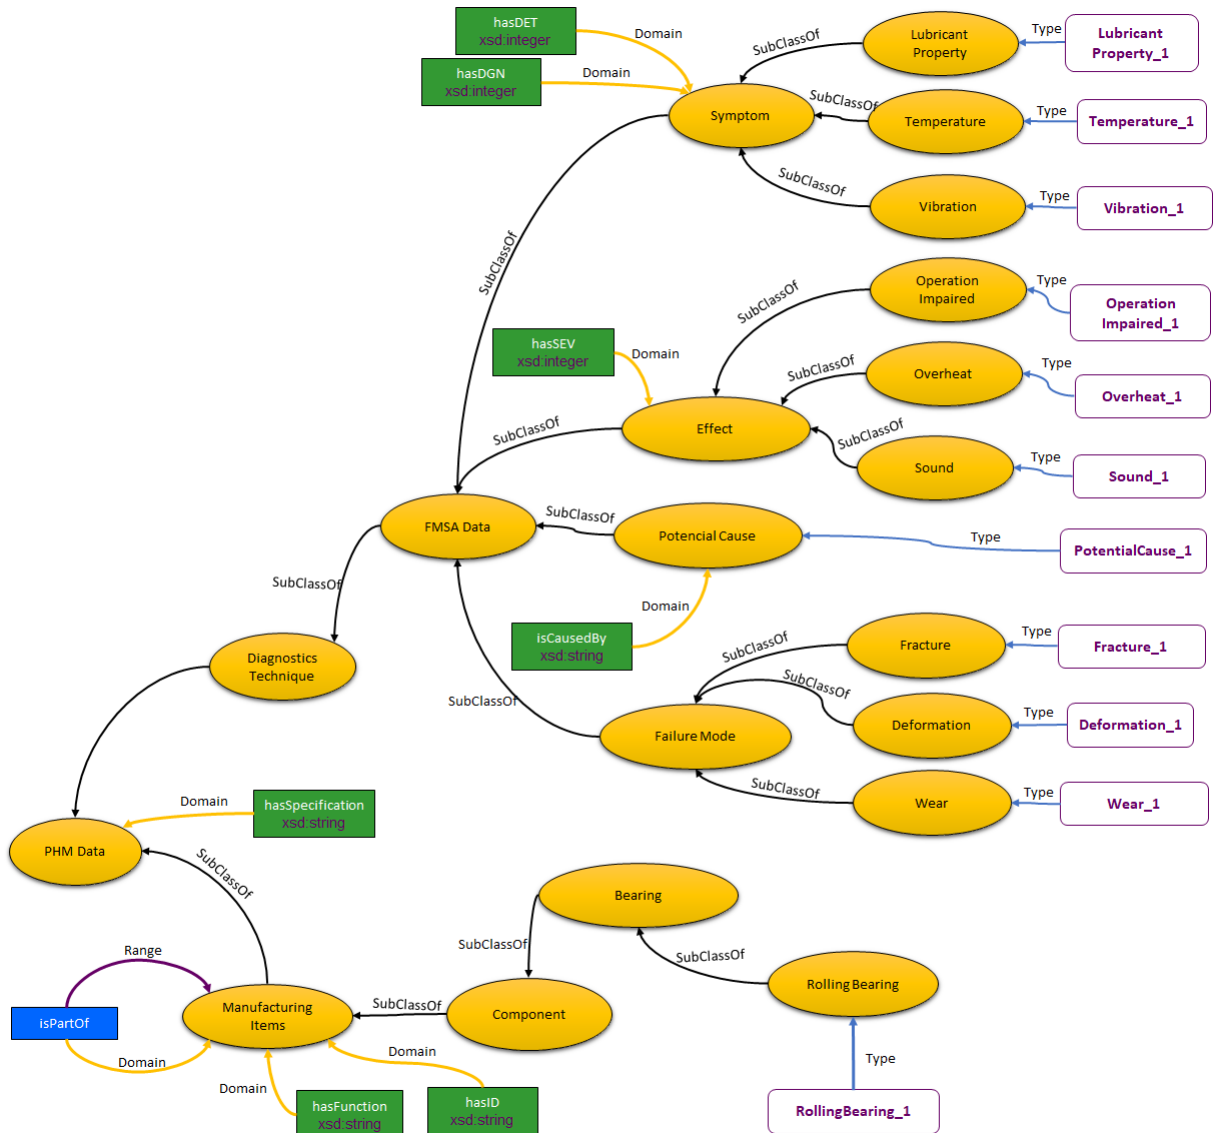 hasDET
xsd:integer
Domain
hasDGN
xsd:integer
Domain
Symptom
SubClassOf
Lubricant
Property
Type
Lubricant
Property_1
SubClassOf
Temperature
Type
Temperature_1
SubClassOf
Vibration
Type
Vibration_1
SubClassOf
hasSEV
xsd:integer
Domain
Effect
SubClassOf
Operation
Impaired
Type
Operation
Impaired_1
SubClassOf
Overheat
Type
Overheat_1
SubClassOf
Sound
Type
Sound_1
SubClassOf
FMSA Data
SubClassOf
Potencial Cause
Type
PotentialCause_1
Domain
isCausedBy
xsd:string
SubClassOf
Diagnostics
Technique
SubClassOf
Failure Mode
SubClassOf
Fracture
Type
Fracture_1
SubClassOf
Deformation
Type
Deformation_1
SubClassOf
Wear
Type
Wear_1
Domain
hasSpecification
xsd:string
PHM Data
SubClassOf
Bearing
SubClassOf
SubClassOf
Rolling Bearing
Range
isPartOf
Domain
Manufacturing
Items
SubClassOf
Component
Domain
Domain
hasFunction
xsd:string
hasID
xsd:string
Type
RollingBearing_1